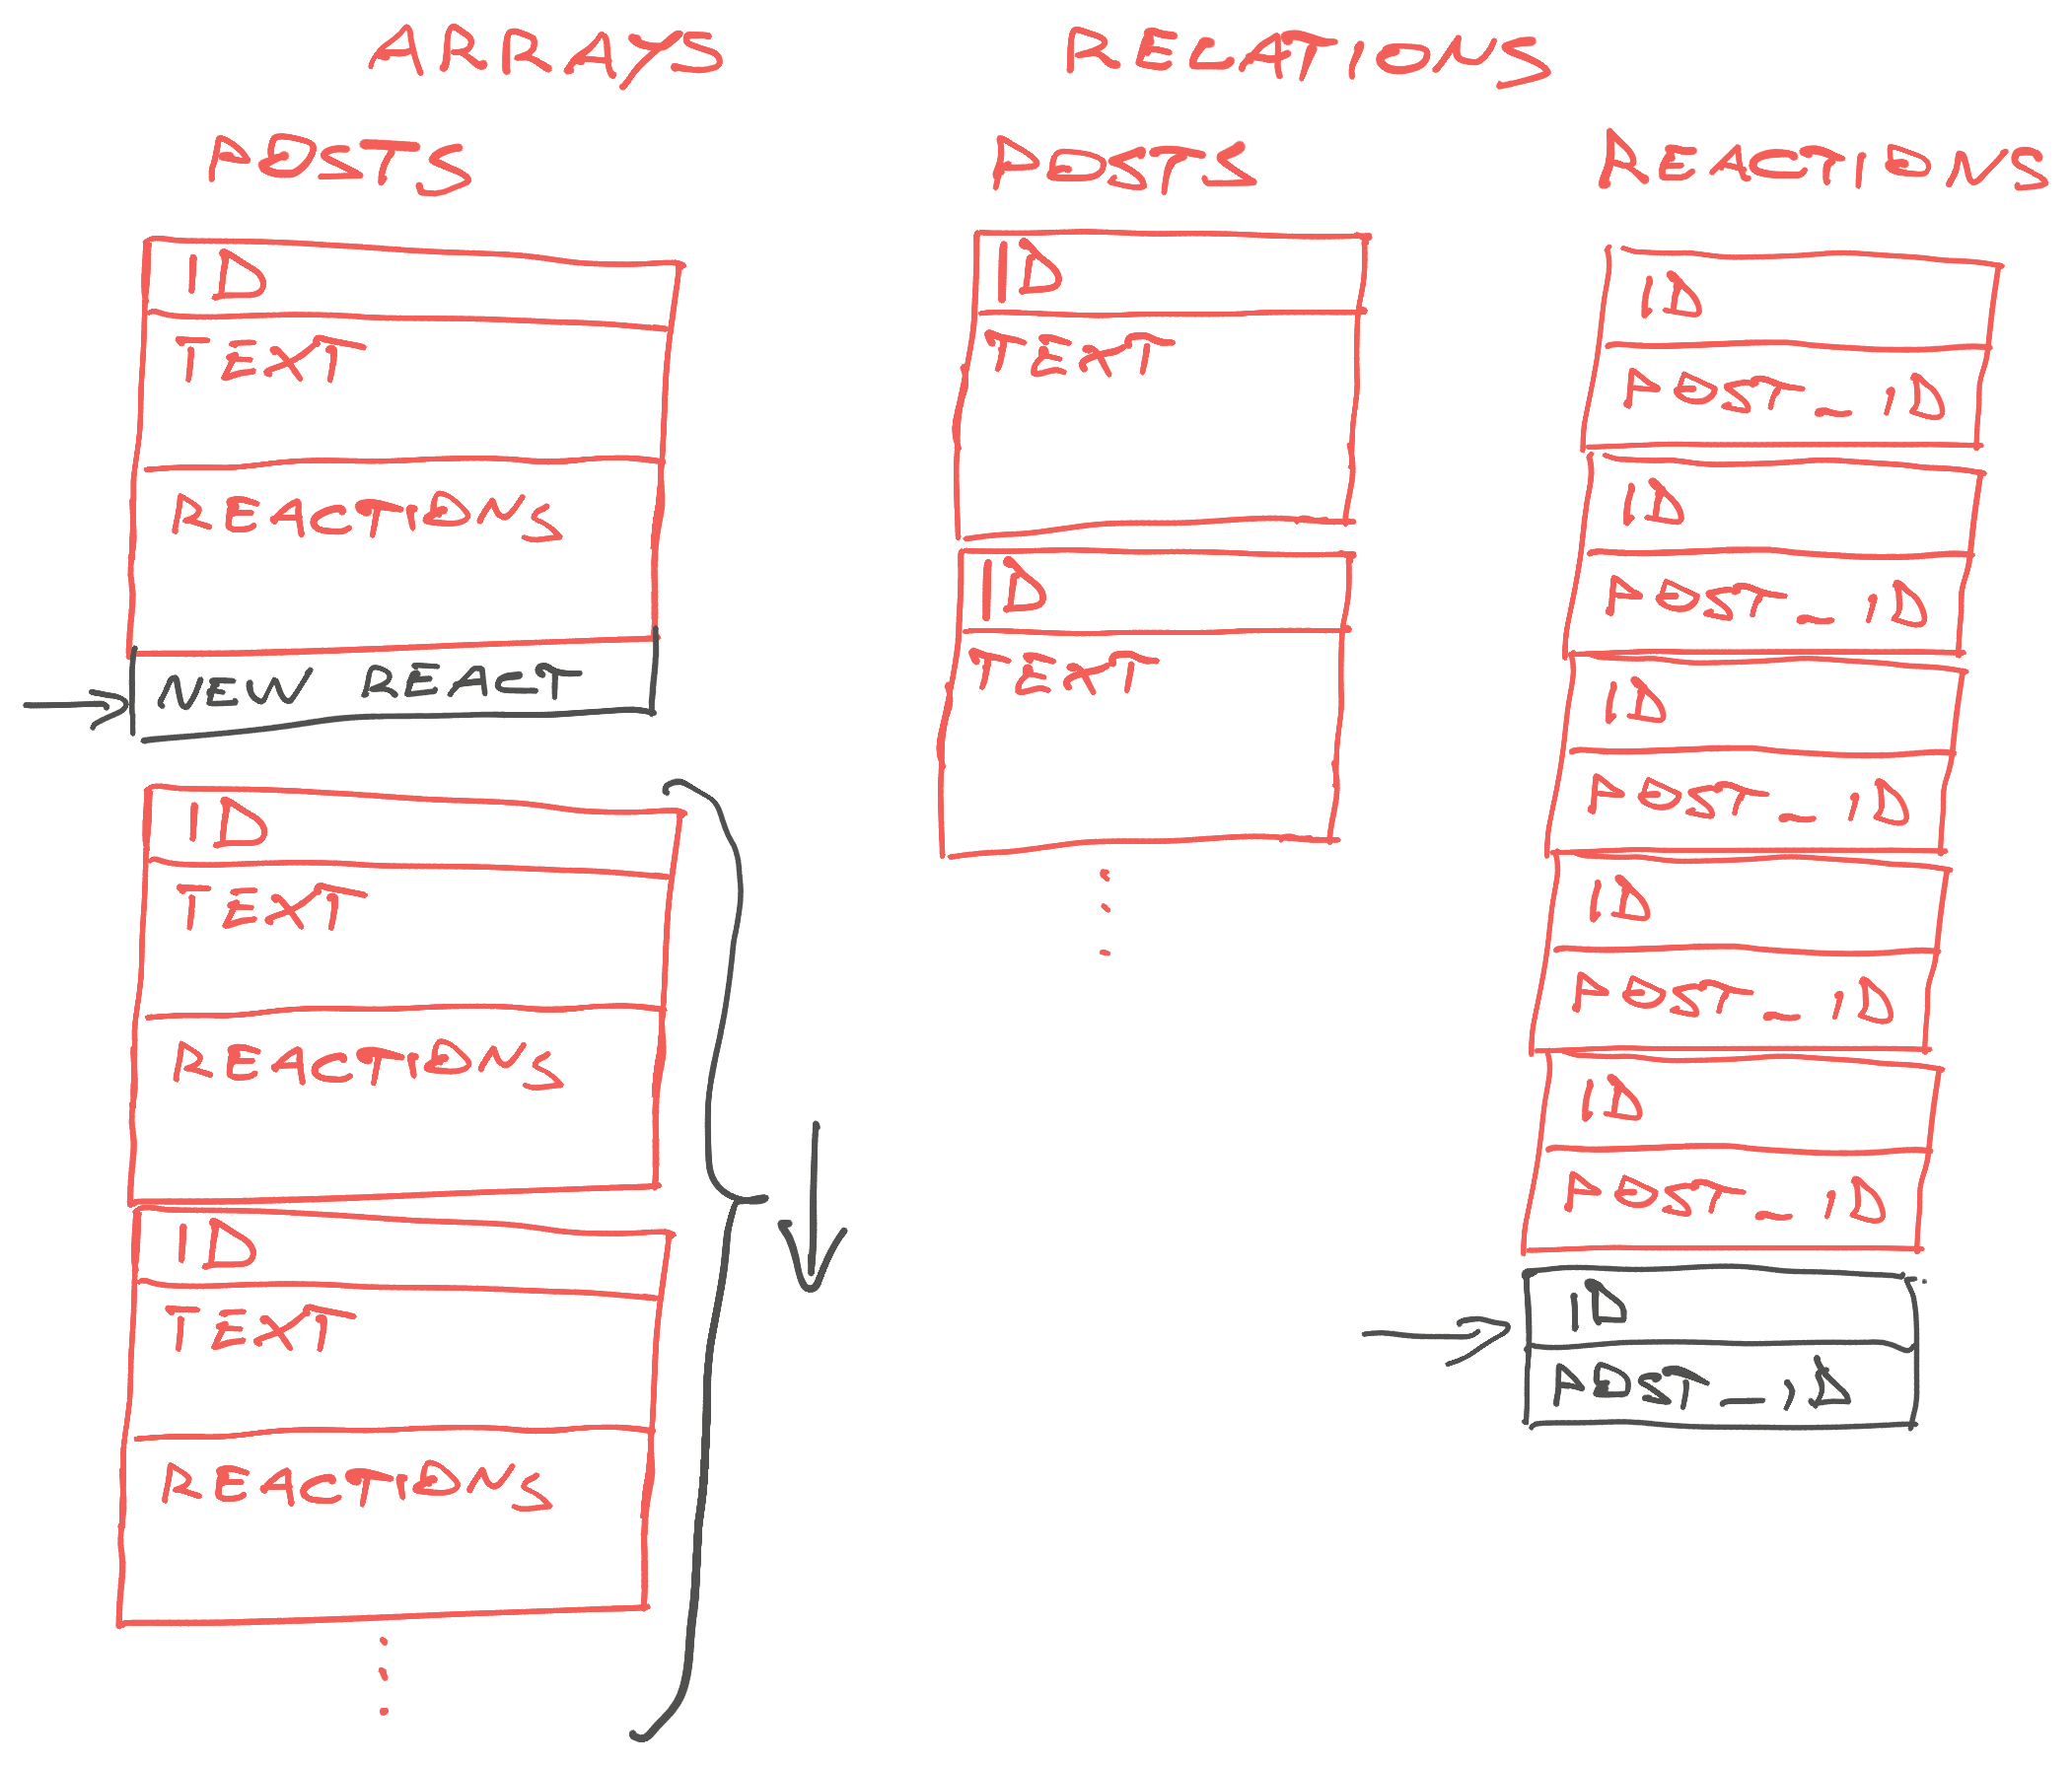 ARRAYS
POSTS
ID
TEXT
REACTIONS
NEW REACT
ID
TEXT
REACTIONS
ID
TEXT
REACTIONS
RELATIONS
POSTS
ID
TEXT
ID
TEXT
REACTIONS
ID
POST_ID
ID
POST_ID
ID
POST_ID
ID
POST_ID
ID
POST_ID
ID
POST_ID